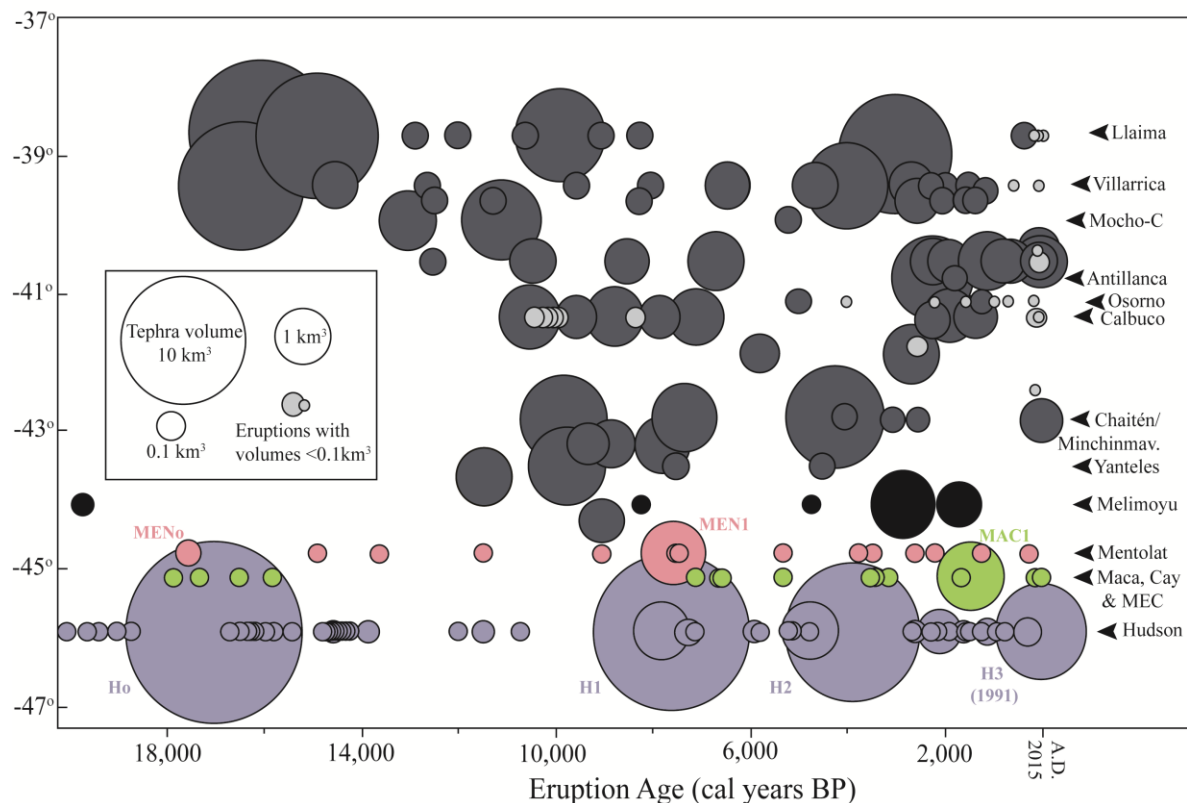 -37°
-39°
-41°
-43°
-45°
-47°
Tephra volume
10 km³
1 km³
0.1 km³
Eruptions with
volumes <0.1km³
Llaima
Villarrica
Mocho-C
Antillanca
Osorno
Calbuco
Chaitén/
Minchinmav.
Yanteles
Melimoyu
Mentolat
Maca, Cay
& MEC
Hudson
MENo
MEN1
MAC1
Ho
H1
H2
H3
(1991)
18,000
14,000
10,000
6,000
2,000
A.D.
2015
Eruption Age (cal years BP)